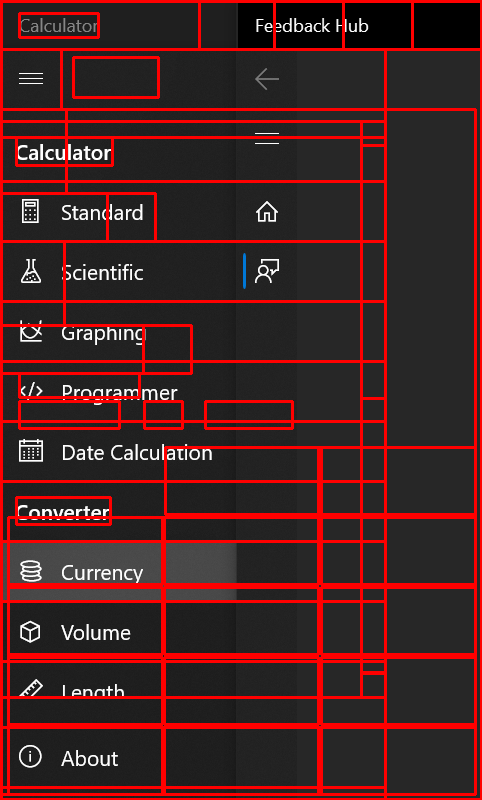 Calculator
Feedback Hub
Calculator
Standard
Scientific
Graphing
Programmer
Date Calculation
Converter
Currency
Volume
Length
About